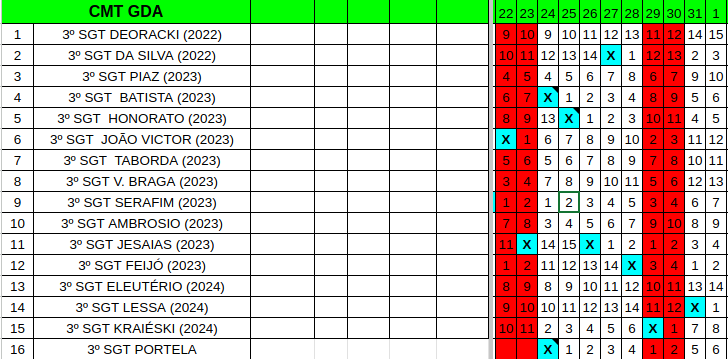 CMT GDA 22 23 24 25 26 27 28 29 30 31 1
1 3º SGT DEORACKI (2022) 9 10 9 10 11 12 13 11 12 14 15
2 3º SGT DA SILVA (2022) 10 11 12 13 14 X 1 12 13 2 3
3 3º SGT PIAZ (2023) 4 5 4 5 6 7 8 6 7 9 10
4 3º SGT BATISTA (2023) 6 7 X 1 2 3 4 8 9 5 6
5 3º SGT HONORATO (2023) 8 9 13 X 1 2 3 10 11 4 5
6 3º SGT JOÃO VICTOR (2023) X 1 6 7 8 9 10 2 3 11 12
7 3º SGT TABORDA (2023) 5 6 5 6 7 8 9 7 8 10 11
8 3º SGT V. BRAGA (2023) 3 4 7 8 9 10 11 5 6 12 13
9 3º SGT SERAFIM (2023) 1 2 1 2 3 4 5 3 4 6 7
10 3º SGT AMBROSIO (2023) 7 8 3 4 5 6 7 9 10 8 9
11 3º SGT JESAIAS (2023) 11 X 14 15 X 1 2 1 2 3 4
12 3º SGT FEIJÓ (2023) 1 2 11 12 13 14 X 3 4 1 2
13 3º SGT ELEUTÉRIO (2024) 8 9 8 9 10 11 12 10 11 13 14
14 3º SGT LESSA (2024) 9 10 10 11 12 13 14 11 12 X 1
15 3º SGT KRAIÉSKI (2024) 10 11 2 3 4 5 6 X 1 7 8
16 3º SGT PORTELA X 1 2 3 4 1 2 5 6